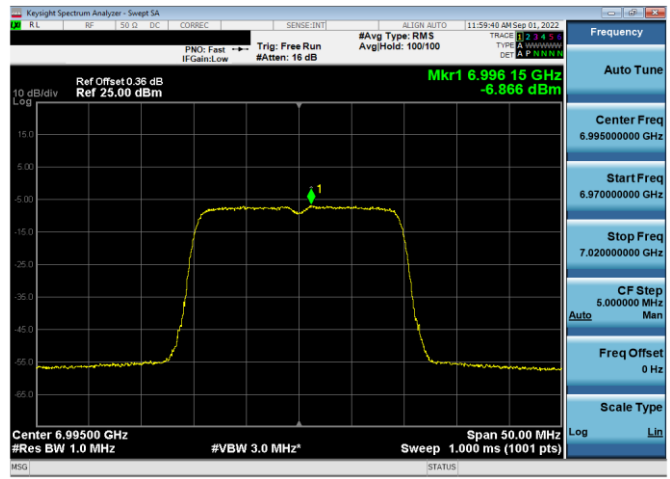 Keysight Spectrum Analyzer - Swept SA
RL RF 50 Ω DC CORREC SENSE:INT ALIGN AUTO 11:59:40 AM Sep 01, 2022
PNO: Fast
IFGain:Low
Trig: Free Run
#Atten: 16 dB
#Avg Type: RMS
Avg|Hold: 100/100
TRACE 1 2 3 4 5 6
TYPE A WWWWW
DET A P N N N N
Mkr1 6.996 15 GHz
-6.866 dBm
Ref Offset 0.36 dB
10 dB/div Ref 25.00 dBm
Log
15.0
5.00
-5.00
-15.0
-25.0
-35.0
-45.0
-55.0
-65.0
1
Center 6.99500 GHz Span 50.00 MHz
#Res BW 1.0 MHz #VBW 3.0 MHz* Sweep 1.000 ms (1001 pts)
MSG STATUS
Frequency
Auto Tune
Center Freq
6.995000000 GHz
Start Freq
6.970000000 GHz
Stop Freq
7.020000000 GHz
CF Step
5.000000 MHz
Auto Man
Freq Offset
0 Hz
Scale Type
Log Lin